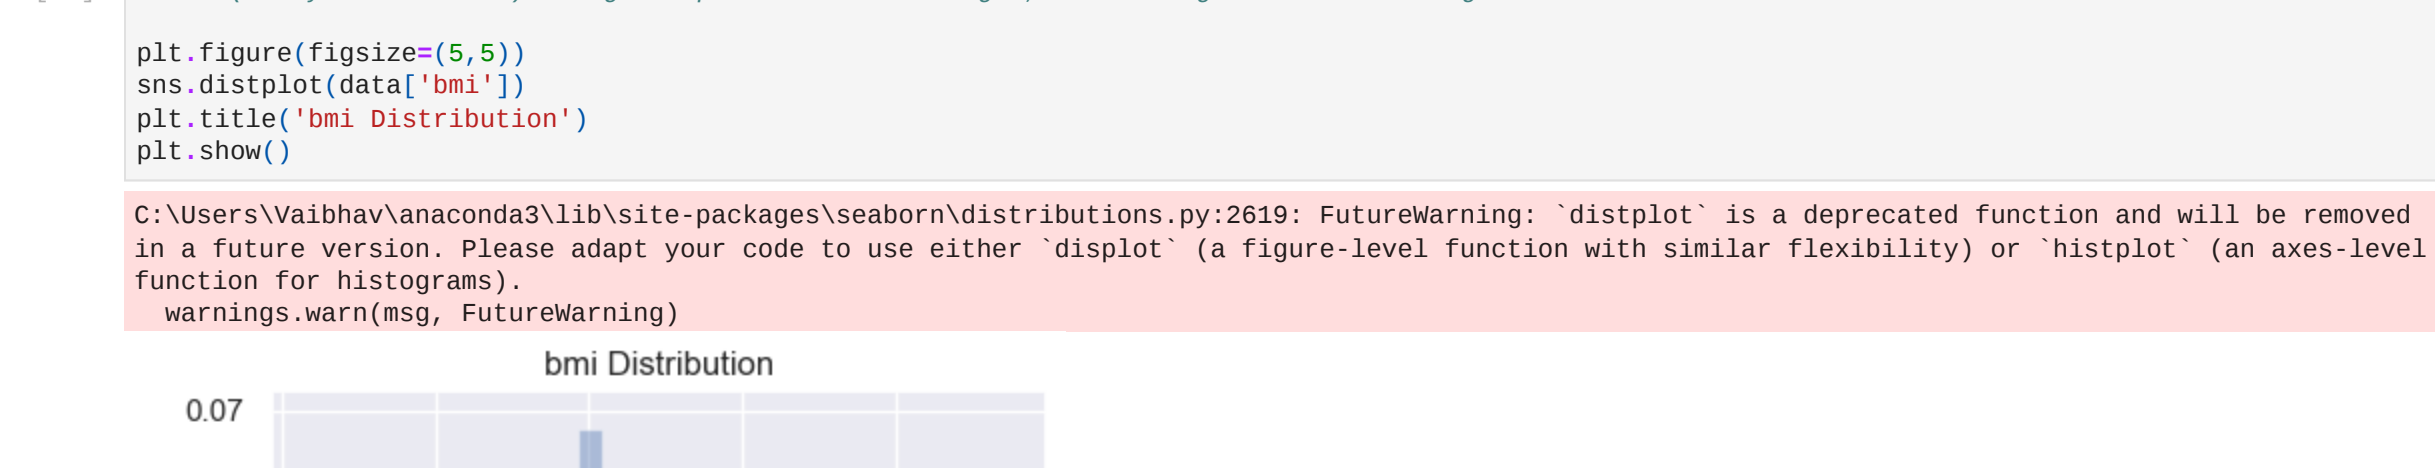 plt.figure(figsize=(5,5))
sns.distplot(data['bmi'])
plt.title('bmi Distribution')
plt.show()
C:\Users\Vaibhav\anaconda3\lib\site-packages\seaborn\distributions.py:2619: FutureWarning: `distplot` is a deprecated function and will be removed
in a future version. Please adapt your code to use either `displot` (a figure-level function with similar flexibility) or `histplot` (an axes-level
function for histograms).
  warnings.warn(msg, FutureWarning)
bmi Distribution
0.07